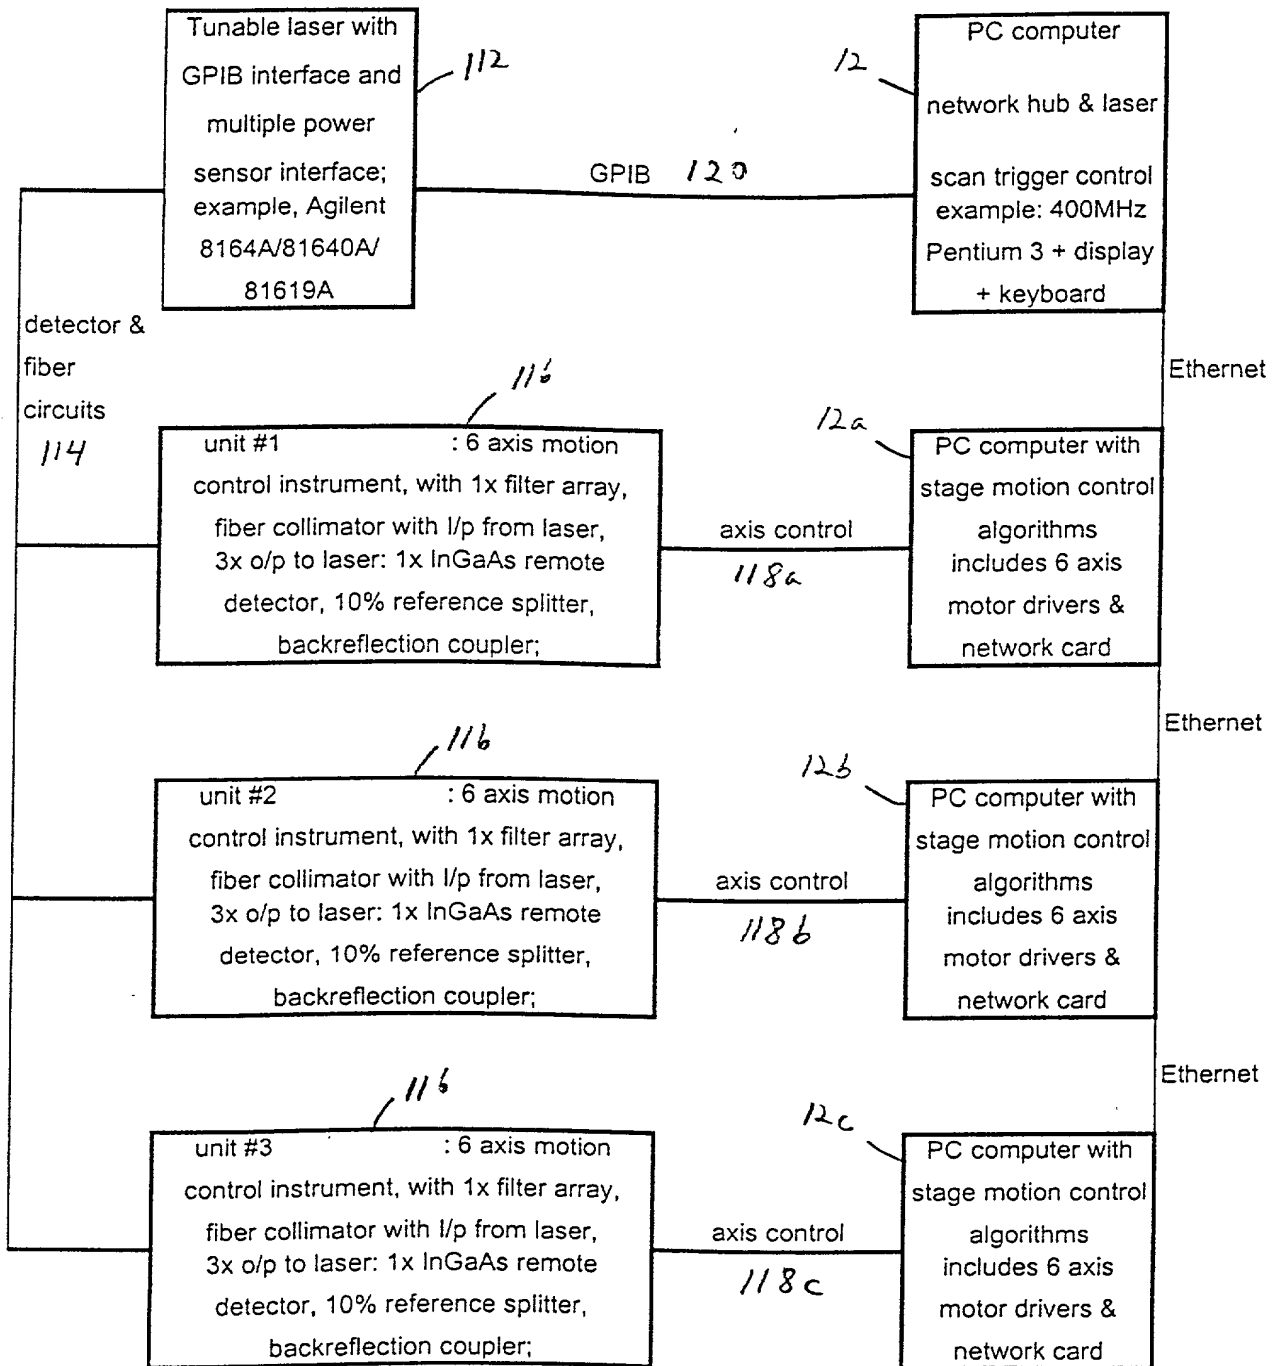 Tunable laser with
GPIB interface and
multiple power
sensor interface;
example, Agilent
8164A/81640A/
81619A
112
12
PC computer
network hub & laser
scan trigger control
example: 400MHz
Pentium 3 + display
+ keyboard
GPIB 120
detector &
fiber
circuits
114
Ethernet
116
unit #1 : 6 axis motion
control instrument, with 1x filter array,
fiber collimator with I/p from laser,
3x o/p to laser: 1x InGaAs remote
detector, 10% reference splitter,
backreflection coupler;
axis control
118a
12a
PC computer with
stage motion control
algorithms
includes 6 axis
motor drivers &
network card
Ethernet
116
unit #2 : 6 axis motion
control instrument, with 1x filter array,
fiber collimator with I/p from laser,
3x o/p to laser: 1x InGaAs remote
detector, 10% reference splitter,
backreflection coupler;
axis control
118b
12b
PC computer with
stage motion control
algorithms
includes 6 axis
motor drivers &
network card
Ethernet
116
unit #3 : 6 axis motion
control instrument, with 1x filter array,
fiber collimator with I/p from laser,
3x o/p to laser: 1x InGaAs remote
detector, 10% reference splitter,
backreflection coupler;
axis control
118c
12c
PC computer with
stage motion control
algorithms
includes 6 axis
motor drivers &
network card